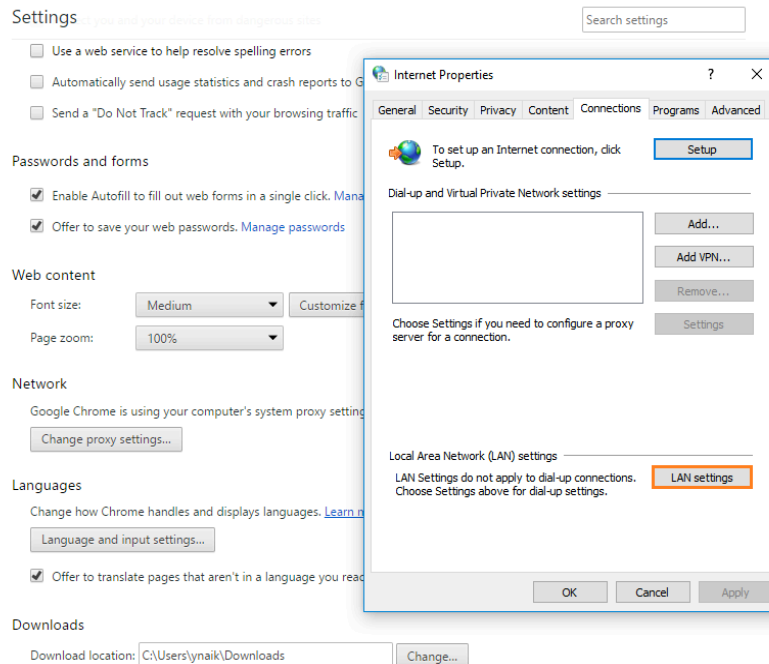 Settings
Search settings
Use a web service to help resolve spelling errors
Automatically send usage statistics and crash reports to G
Send a "Do Not Track" request with your browsing traffic
Passwords and forms
Enable Autofill to fill out web forms in a single click. Mana
Offer to save your web passwords. Manage passwords
Web content
Font size: Medium Customize f
Page zoom: 100%
Network
Google Chrome is using your computer's system proxy setting
Change proxy settings...
Languages
Change how Chrome handles and displays languages. Learn m
Language and input settings...
Offer to translate pages that aren't in a language you read
Downloads
Download location: C:\Users\ynaik\Downloads Change...
Internet Properties ?
General Security Privacy Content Connections Programs Advanced
To set up an Internet connection, click
Setup.
Setup
Dial-up and Virtual Private Network settings
Add...
Add VPN...
Remove...
Choose Settings if you need to configure a proxy
server for a connection.
Settings
Local Area Network (LAN) settings
LAN Settings do not apply to dial-up connections.
Choose Settings above for dial-up settings.
LAN settings
OK Cancel Apply